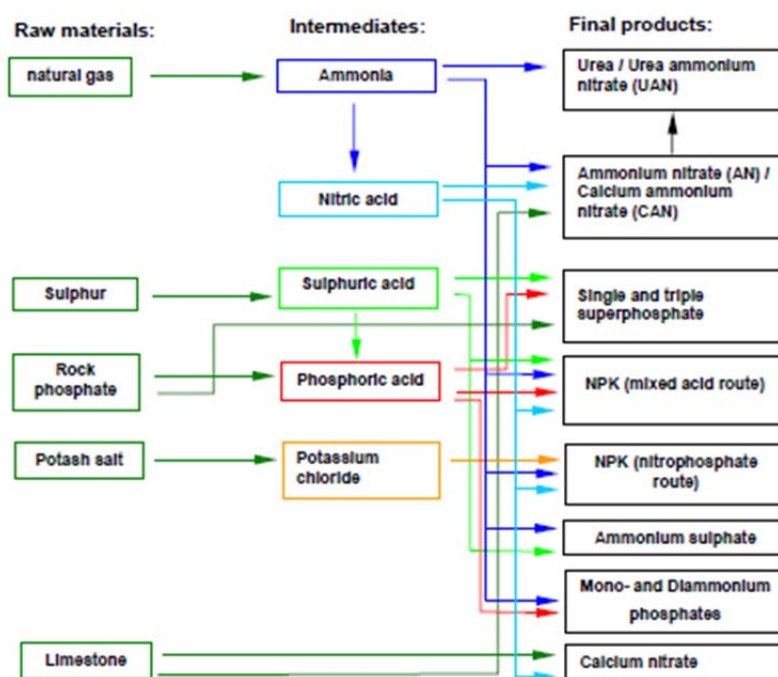 Raw materials:
Intermediates:
Final products:
natural gas
Ammonia
Urea / Urea ammonium
nitrate (UAN)
Nitric acid
Ammonium nitrate (AN) /
Calcium ammonium
nitrate (CAN)
Sulphur
Sulphuric acid
Single and triple
superphosphate
Rock
phosphate
Phosphoric acid
NPK (mixed acid route)
Potash salt
Potassium
chloride
NPK (nitrophosphate
route)
Ammonium sulphate
Mono- and Diammonium
phosphates
Limestone
Calcium nitrate